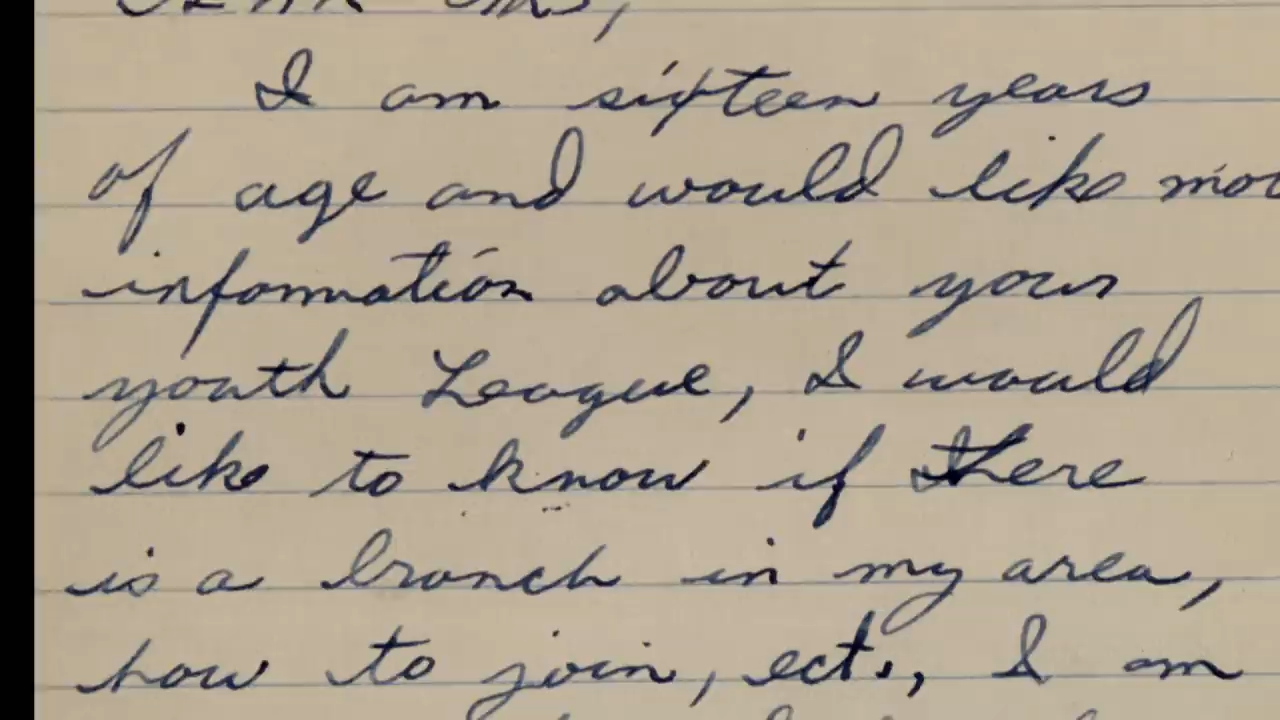 I am sixteen years
of age and would like
information about your
youth League, I would
like to know if there
is a branch in my area,
how to join, ect., I am